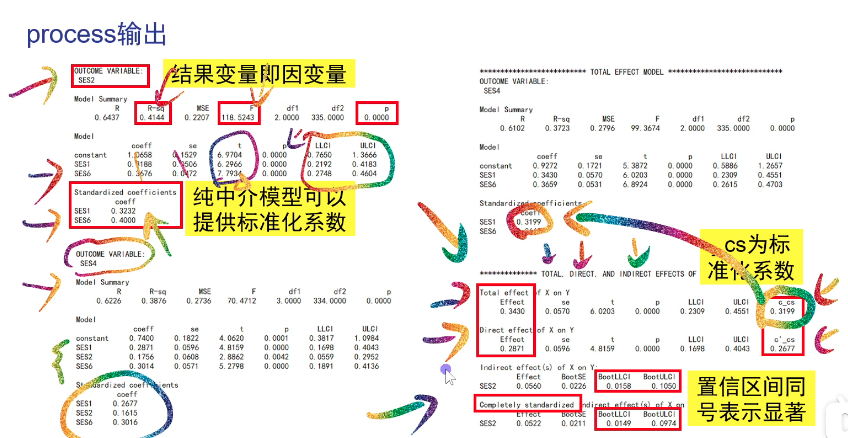 process输出
OUTCOME VARIABLE:
SES2
结果变量即因变量
Model Summary
R R-sq MSE F df1 df2 p
0.6437 0.4144 0.2207 118.5243 2.0000 335.0000 0.0000
Model
coeff se t p LLCI ULCI
constant 1.0658 .1529 6.9704 0.0000 0.7650 1.3666
SES1 .3188 .0506 6.2966 0.0000 0.2192 0.4183
SES6 0.3676 0.0472 7.7936 0.0000 0.2748 0.4604
Standardized coefficients
coeff
SES1 0.3232
SES6 0.4000
纯中介模型可以
提供标准化系数
OUTCOME VARIABLE:
SES4
Model Summary
R R-sq MSE F df1 df2 p
0.6226 0.3876 0.2736 70.4712 3.0000 334.0000 0.0000
Model
coeff se t p LLCI ULCI
constant 0.7400 0.1822 4.0620 0.0001 0.3817 1.0984
SES1 0.2871 0.0596 4.8159 0.0000 0.1698 0.4043
SES2 0.1756 0.0608 2.8862 0.0042 0.0559 0.2952
SES6 0.3014 0.0571 5.2798 0.0000 0.1891 0.4136
Standardized coefficients
coeff
SES1 0.2677
SES2 0.1615
SES6 0.3016
************************** TOTAL EFFECT MODEL ****************************
OUTCOME VARIABLE:
SES4
Model Summary
R R-sq MSE F df1 df2 p
0.6102 0.3723 0.2796 99.3674 2.0000 335.0000 0.0000
Model
coeff se t p LLCI ULCI
constant 0.9272 0.1721 5.3872 0.0000 0.5886 1.2657
SES1 0.3430 0.0570 6.0203 0.0000 0.2309 0.4551
SES6 0.3659 0.0531 6.8924 0.0000 0.2615 0.4703
Standardized coefficients
coeff
SES1 0.3199
SES6
cs为标
准化系数
************** TOTAL, DIRECT, AND INDIRECT EFFECTS OF
Total effect of X on Y
Effect se t p LLCI ULCI c_cs
0.3430 0.0570 6.0203 0.0000 0.2309 0.4551 0.3199
Direct effect of X on Y
Effect se t p LLCI ULCI c'_cs
0.2871 0.0596 4.8159 0.0000 0.1698 0.4043 0.2677
Indirect effect(s) of X on Y:
Effect BootSE BootLLCI BootULCI
SES2 0.0560 0.0226 0.0158 0.1050
Completely standardized indirect effect(s) of X on
Effect BootSE BootLLCI BootULCI
SES2 0.0522 0.0211 0.0149 0.0974
置信区间同
号表示显著